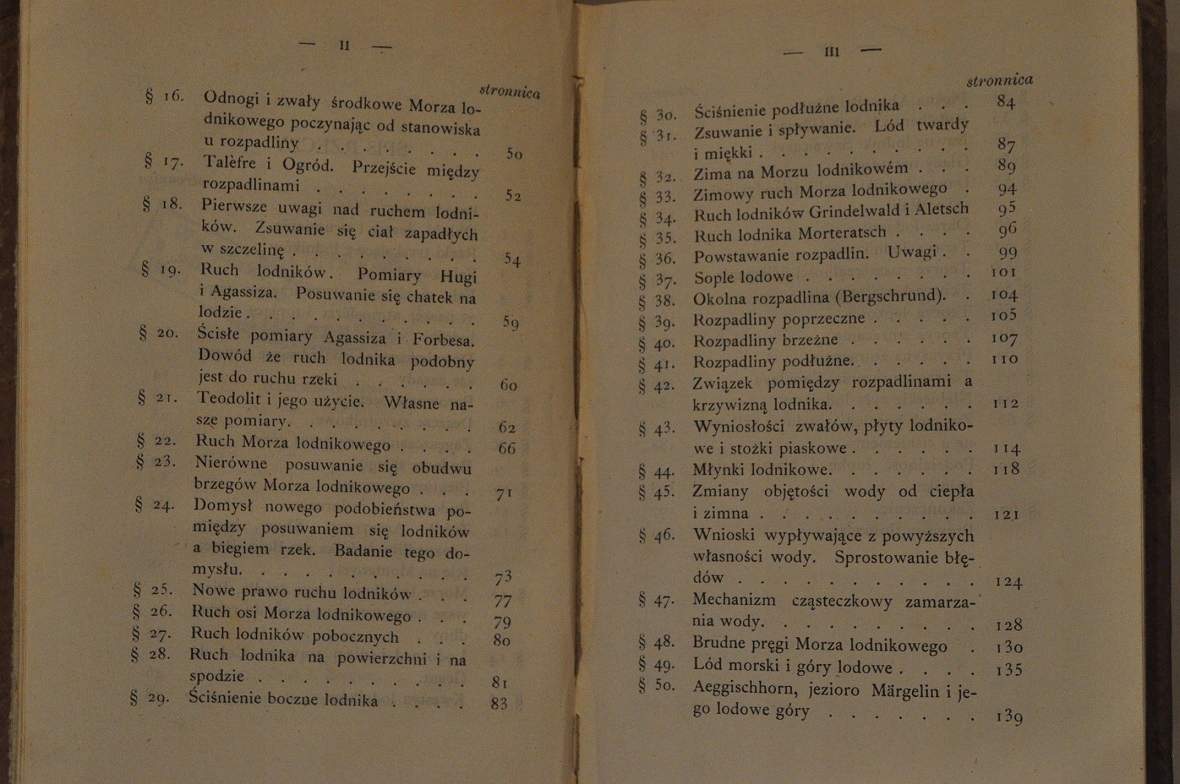 — II —
stronnica
§ 16. Odnogi i zwały środkowe Morza lo-
dnikowego poczynając od stanowiska
u rozpadliny . . . . . . . . 50
§ 17. Talèfre i Ogród. Przejście między
rozpadlinami . . . . . . . 52
§ 18. Pierwsze uwagi nad ruchem lodni-
ków. Zsuwanie się ciał zapadłych
w szczelinę . . . . . . . . . 54
§ 19. Ruch lodników. Pomiary Hugi
i Agassiza. Posuwanie się chatek na
lodzie . . . . . . . . . . . 59
§ 20. Ścisłe pomiary Agassiza i Forbesa.
Dowód że ruch lodnika podobny
jest do ruchu rzeki . . . . . . 60
§ 21. Teodolit i jego użycie. Własne na-
szę pomiary. . . . . . . . . 62
§ 22. Ruch Morza lodnikowego . . . . 66
§ 23. Nierówne posuwanie się obudwu
brzegów Morza lodnikowego . . . 71
§ 24. Domysł nowego podobieństwa po-
między posuwaniem się lodników
a biegiem rzek. Badanie tego do-
mysłu. . . . . . . . . . . 73
§ 25. Nowe prawo ruchu lodników . . . 77
§ 26. Ruch osi Morza lodnikowego . . . 79
§ 27. Ruch lodników pobocznych . . . 80
§ 28. Ruch lodnika na powierzchni i na
spodzie . . . . . . . . . . 81
§ 29. Ściśnienie boczne lodnika . . . . 83
— III —
stronnica
§ 30. Ściśnienie podłużne lodnika . . . 84
§ 31. Zsuwanie i spływanie. Lód twardy
i miękki . . . . . . . . . . 87
§ 32. Zima na Morzu lodnikowém . . . 89
§ 33. Zimowy ruch Morza lodnikowego . 94
§ 34. Ruch lodników Grindelwald i Aletsch 95
§ 35. Ruch lodnika Morteratsch . . . . 96
§ 36. Powstawanie rozpadlin. Uwagi . . 99
§ 37. Sople lodowe . . . . . . . . 101
§ 38. Okolna rozpadlina (Bergschrund). . 104
§ 39. Rozpadliny poprzeczne . . . . . 105
§ 40. Rozpadliny brzeżne . . . . . . 107
§ 41. Rozpadliny podłużne. . . . . . 110
§ 42. Związek pomiędzy rozpadlinami a
krzywizną lodnika. . . . . . . 112
§ 43. Wyniosłości zwałów, płyty lodniko-
we i stożki piaskowe . . . . . . 114
§ 44. Młynki lodnikowe. . . . . . . 118
§ 45. Zmiany objętości wody od ciepła
i zimna . . . . . . . . . . 121
§ 46. Wnioski wypływające z powyższych
własności wody. Sprostowanie błę-
dów . . . . . . . . . . . 124
§ 47. Mechanizm cząsteczkowy zamarza-
nia wody. . . . . . . . . . 128
§ 48. Brudne pręgi Morza lodnikowego . 130
§ 49. Lód morski i góry lodowe . . . . 135
§ 50. Aeggischhorn, jezioro Märgelin i je-
go lodowe góry . . . . . . . 139